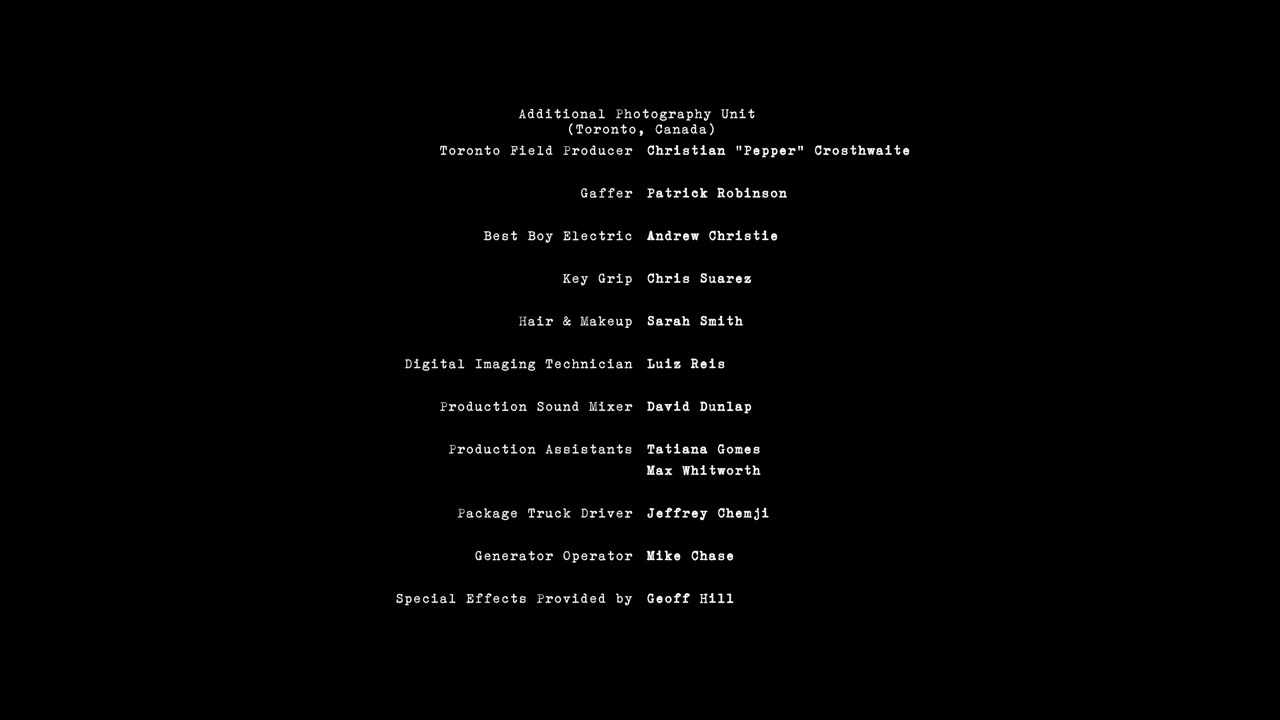 Additional Photography Unit
(Toronto, Canada)
Toronto Field Producer Christian "Pepper" Crosthwaite
Gaffer Patrick Robinson
Best Boy Electric Andrew Christie
Key Grip Chris Suarez
Hair & Makeup Sarah Smith
Digital Imaging Technician Luiz Reis
Production Sound Mixer David Dunlap
Production Assistants Tatiana Gomes
Max Whitworth
Package Truck Driver Jeffrey Chemji
Generator Operator Mike Chase
Special Effects Provided by Geoff Hill